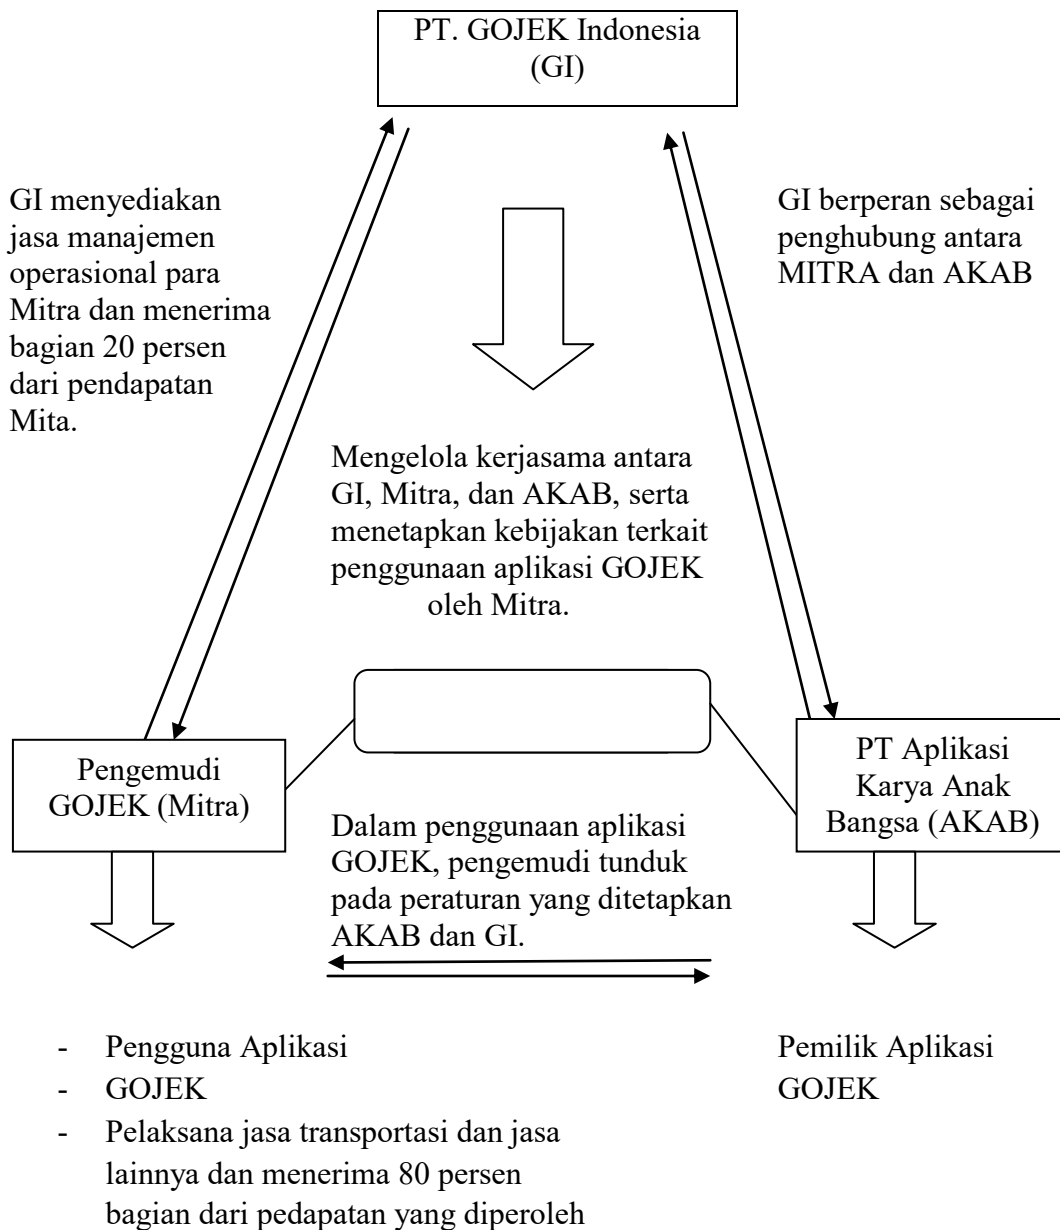 PT. GOJEK Indonesia
(GI)
GI menyediakan
jasa manajemen
operasional para
Mitra dan menerima
bagian 20 persen
dari pendapatan
Mita.
GI berperan sebagai
penghubung antara
MITRA dan AKAB
Mengelola kerjasama antara
GI, Mitra, dan AKAB, serta
menetapkan kebijakan terkait
penggunaan aplikasi GOJEK
oleh Mitra.
Pengemudi
GOJEK (Mitra)
PT Aplikasi
Karya Anak
Bangsa (AKAB)
Dalam penggunaan aplikasi
GOJEK, pengemudi tunduk
pada peraturan yang ditetapkan
AKAB dan GI.
- Pengguna Aplikasi
- GOJEK
- Pelaksana jasa transportasi dan jasa
lainnya dan menerima 80 persen
bagian dari pedapatan yang diperoleh
Pemilik Aplikasi
GOJEK